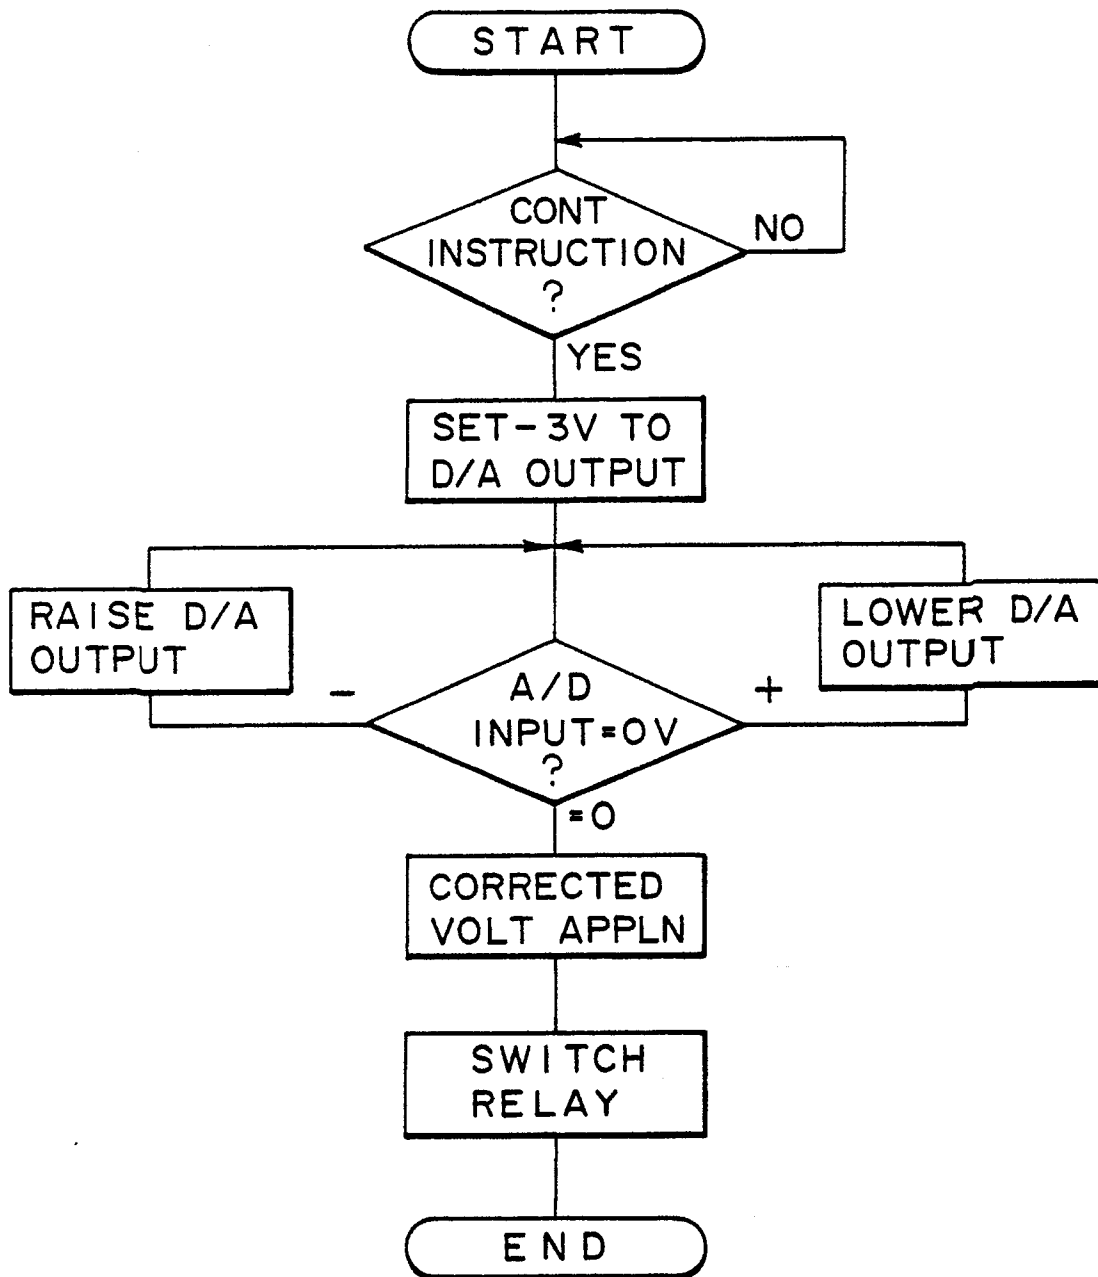 START
CONT
INSTRUCTION
?
NO
YES
SET-3V TO
D/A OUTPUT
RAISE D/A
OUTPUT
LOWER D/A
OUTPUT
-
+
A/D
INPUT=0V
?
=0
CORRECTED
VOLT APPLN
SWITCH
RELAY
END